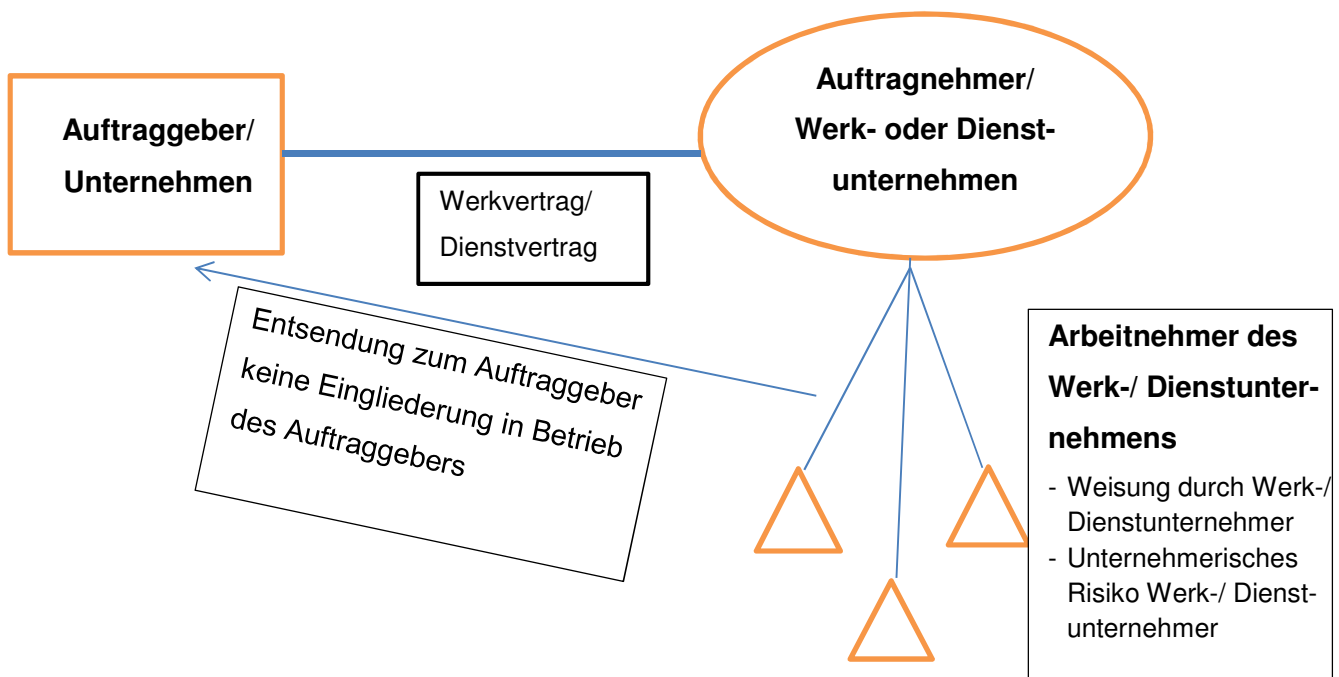 Auftraggeber/
Unternehmen
Auftragnehmer/
Werk- oder Dienst-
unternehmen
Werkvertrag/
Dienstvertrag
Entsendung zum Auftraggeber
keine Eingliederung in Betrieb
des Auftraggebers
Arbeitnehmer des
Werk-/ Dienstunter-
nehmens
- Weisung durch Werk-/
Dienstunternehmer
- Unternehmerisches
Risiko Werk-/ Dienst-
unternehmer